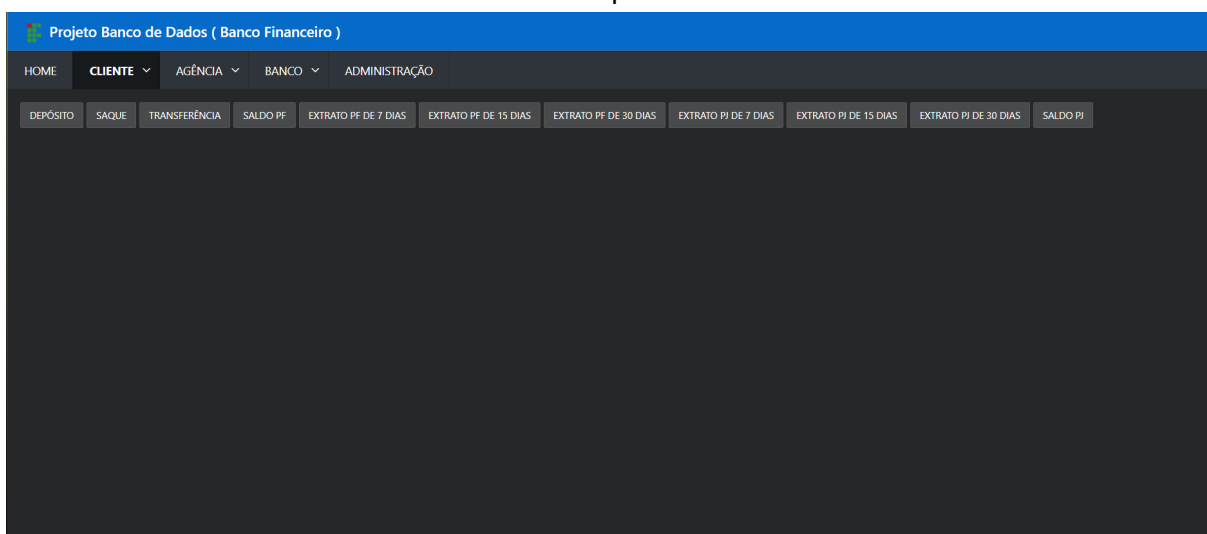 Projeto Banco de Dados ( Banco Financeiro )
HOME CLIENTE AGÊNCIA BANCO ADMINISTRAÇÃO
DEPÓSITO SAQUE TRANSFERÊNCIA SALDO PF EXTRATO PF DE 7 DIAS EXTRATO PF DE 15 DIAS EXTRATO PF DE 30 DIAS EXTRATO PJ DE 7 DIAS EXTRATO PJ DE 15 DIAS EXTRATO PJ DE 30 DIAS SALDO PJ